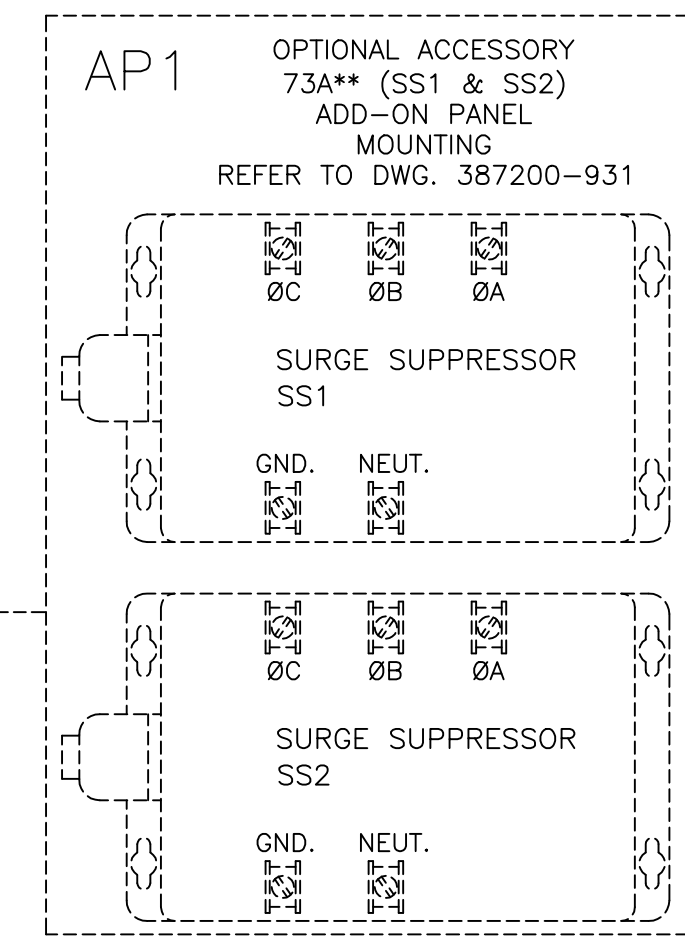 AP1
OPTIONAL ACCESSORY
73A** (SS1 & SS2)
ADD-ON PANEL
MOUNTING
REFER TO DWG. 387200-931
ØC ØB ØA
SURGE SUPPRESSOR
SS1
GND. NEUT.
ØC ØB ØA
SURGE SUPPRESSOR
SS2
GND. NEUT.